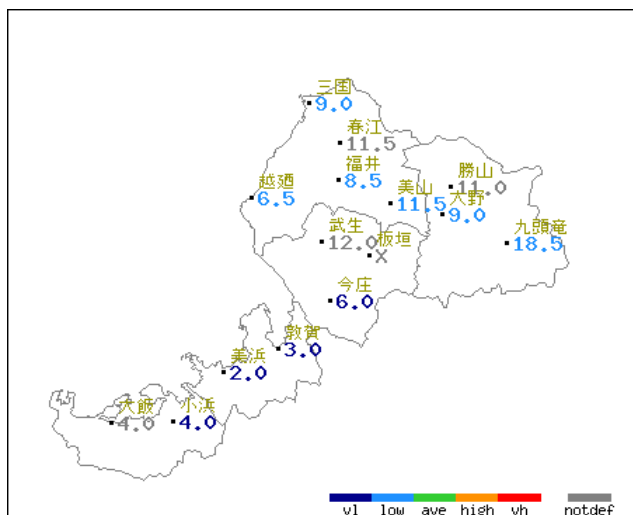 三国
9.0
春江
11.5
福井
8.5
勝山
11.0
越廼
6.5
美山
11.5
大野
9.0
九頭竜
18.5
武生
12.0
板垣
X
今庄
6.0
敦賀
3.0
美浜
2.0
大飯
4.0
小浜
4.0
vl low ave high vh notdef